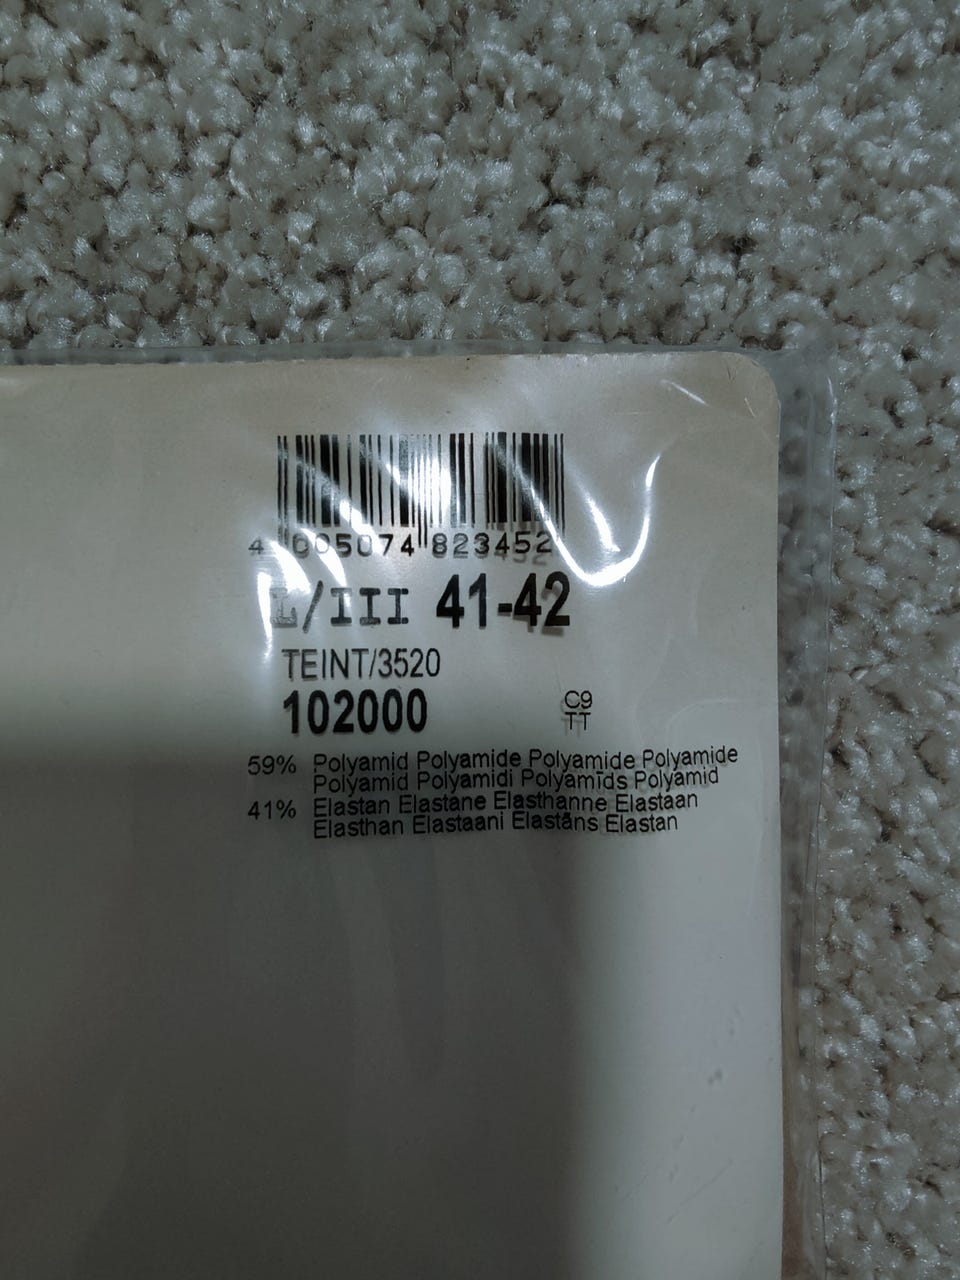 4 005074 823452
L/III 41-42
TEINT/3520
102000
C9
TT
59% Polyamid Polyamide Polyamide Polyamide
Polyamid Polyamidi Polyamīds Polyamid
41% Elastan Elastane Elasthanne Elastaan
Elasthan Elastaani Elastāns Elastan